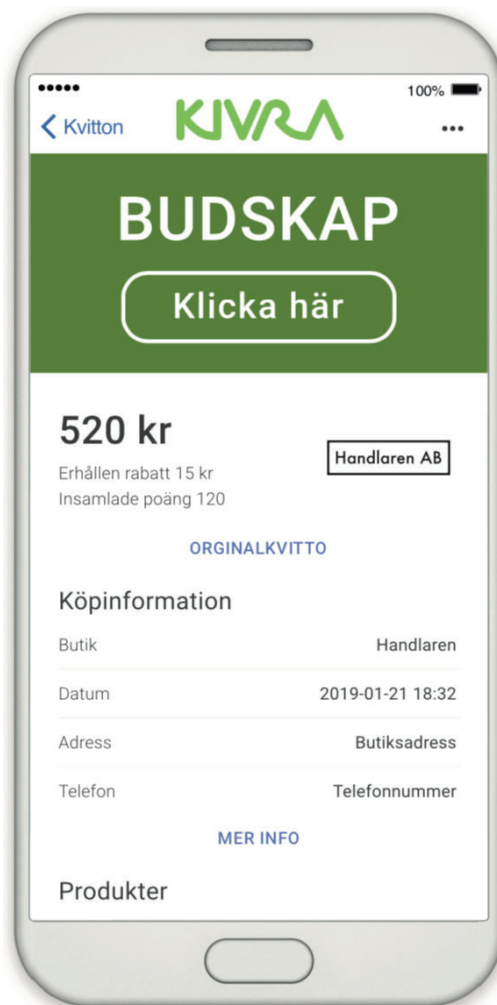 100%
Kvitton
KIVRA
BUDSKAP
Klicka här
520 kr
Erhållen rabatt 15 kr
Insamlade poäng 120
Handlaren AB
ORGINALKVITTO
Köpinformation
Butik Handlaren
Datum 2019-01-21 18:32
Adress Butiksadress
Telefon Telefonnummer
MER INFO
Produkter